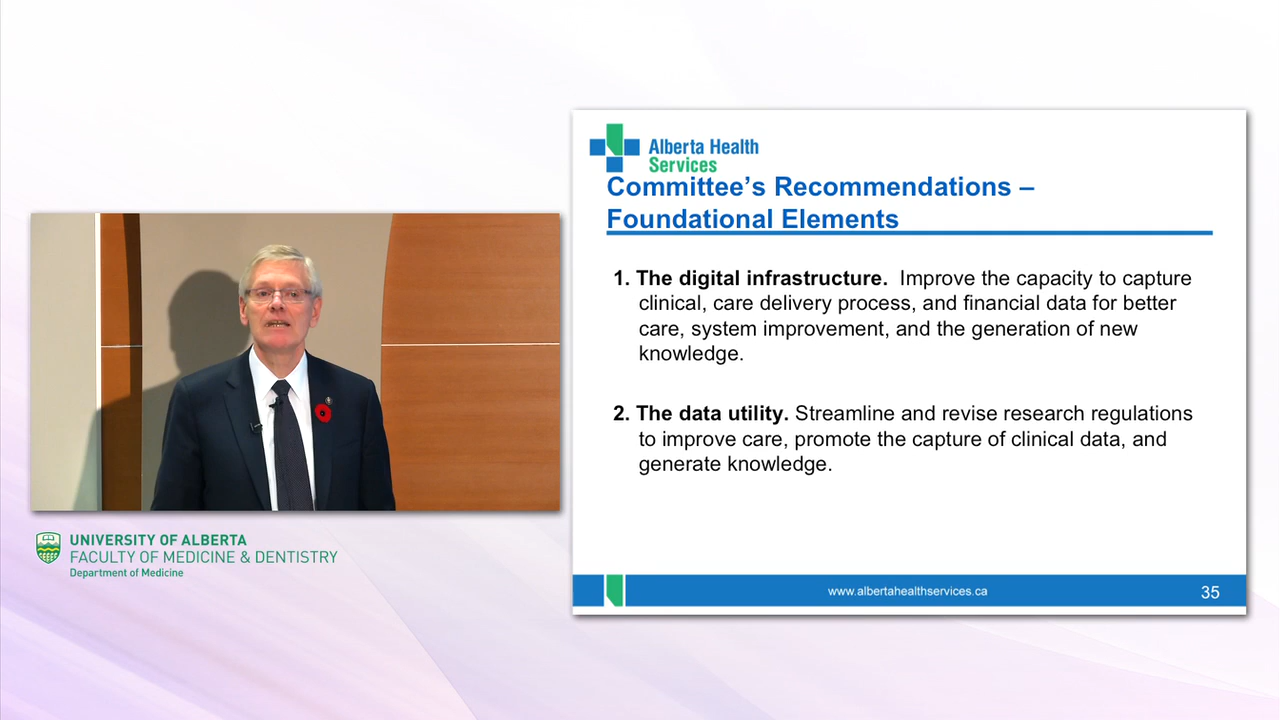 Alberta Health
Services
Committee's Recommendations –
Foundational Elements
1. The digital infrastructure. Improve the capacity to capture
clinical, care delivery process, and financial data for better
care, system improvement, and the generation of new
knowledge.
2. The data utility. Streamline and revise research regulations
to improve care, promote the capture of clinical data, and
generate knowledge.
www.albertahealthservices.ca
35
UNIVERSITY OF ALBERTA
FACULTY OF MEDICINE & DENTISTRY
Department of Medicine